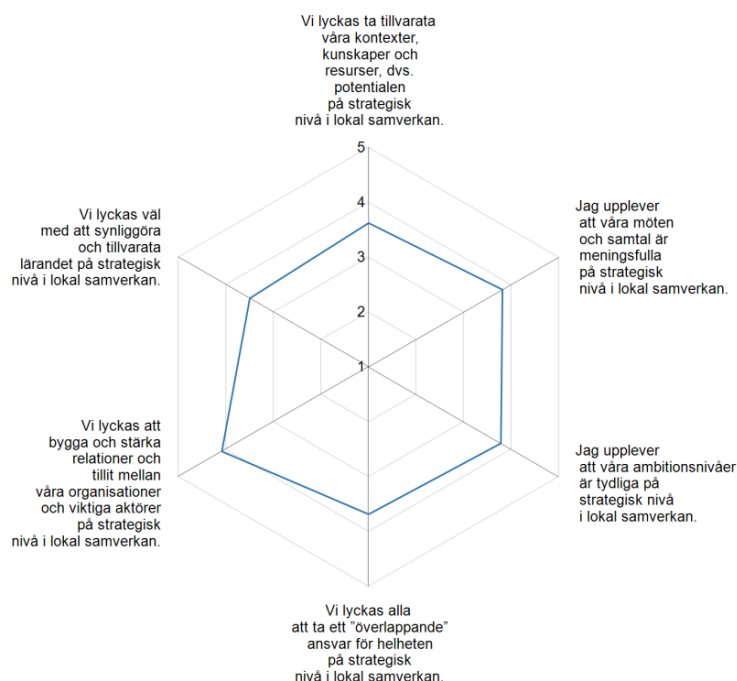 Vi lyckas ta tillvarata
våra kontexter,
kunskaper och
resurser, dvs.
potentialen
på strategisk
nivå i lokal samverkan.
5
4
3
2
1
Jag upplever
att våra möten
och samtal är
meningsfulla
på strategisk
nivå i lokal samverkan.
Jag upplever
att våra ambitionsnivåer
är tydliga på
strategisk nivå
i lokal samverkan.
Vi lyckas alla
att ta ett ”överlappande”
ansvar för helheten
på strategisk
nivå i lokal samverkan.
Vi lyckas att
bygga och stärka
relationer och
tillit mellan
våra organisationer
och viktiga aktörer
på strategisk
nivå i lokal samverkan.
Vi lyckas väl
med att synliggöra
och tillvarata
lärandet på strategisk
nivå i lokal samverkan.